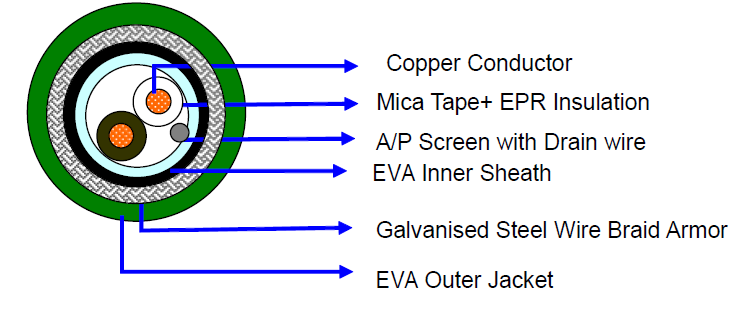 Copper Conductor
Mica Tape+ EPR Insulation
A/P Screen with Drain wire
EVA Inner Sheath
Galvanised Steel Wire Braid Armor
EVA Outer Jacket